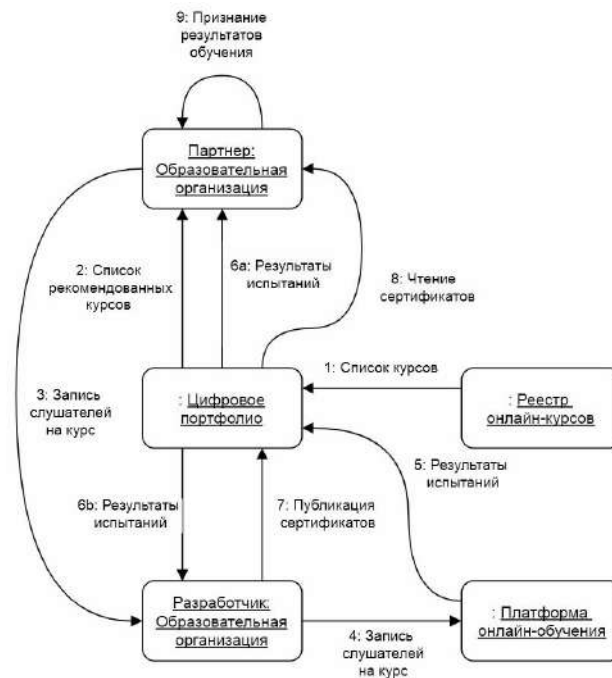 9: Признание
результатов
обучения
Партнер:
Образовательная
организация
2: Список
рекомендованных
курсов
6a: Результаты
испытаний
8: Чтение
сертификатов
1: Список курсов
3: Запись
слушателей
на курс
: Цифровое
портфолио
: Реестр
онлайн-курсов
5: Результаты
испытаний
6b: Результаты
испытаний
7: Публикация
сертификатов
Разработчик:
Образовательная
организация
: Платформа
онлайн-обучения
4: Запись
слушателей
на курс